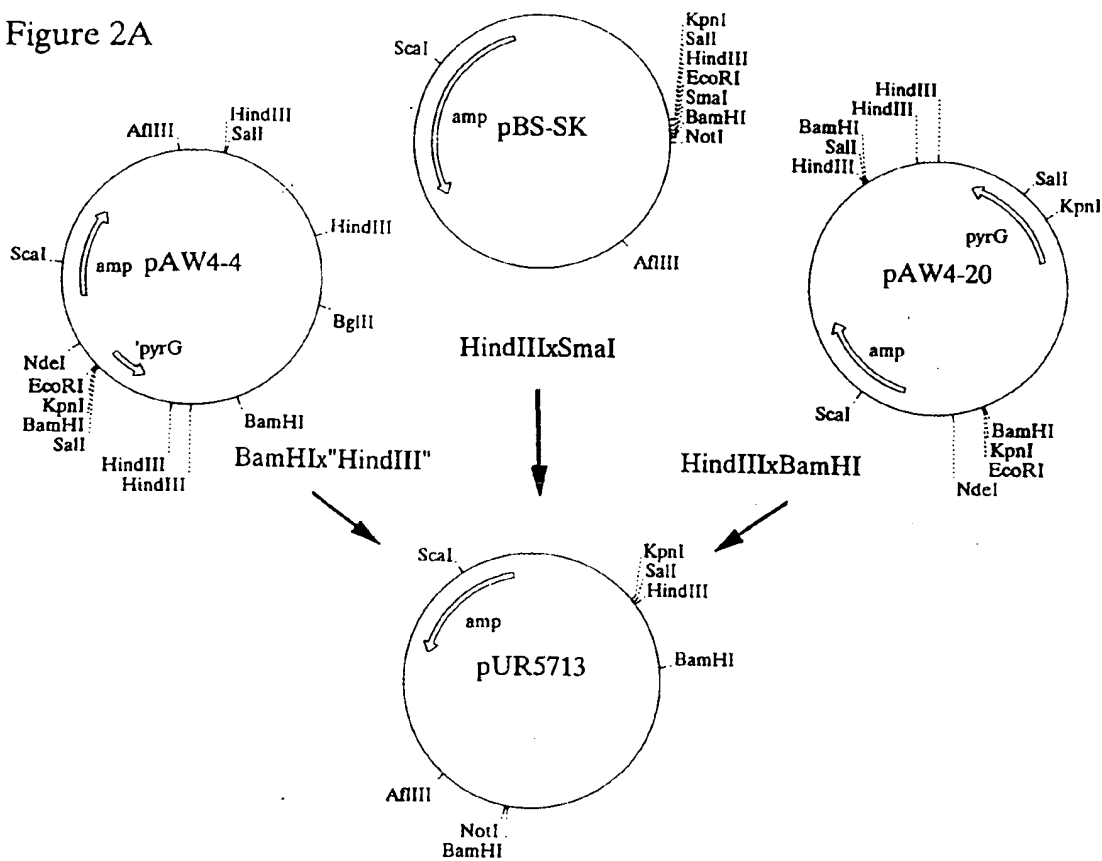 Figure 2A
ScaI
amp
pBS-SK
KpnI
SalI
HindIII
EcoRI
SmaI
BamHI
NotI
AflIII
AflIII
HindIII
SalI
HindIII
BglII
BamHI
HindIII
HindIII
SalI
BamHI
KpnI
EcoRI
NdeI
ScaI
amp
pAW4-4
'pyrG
HindIII
HindIII
BamHI
SalI
HindIII
SalI
KpnI
pyrG
pAW4-20
amp
ScaI
BamHI
KpnI
EcoRI
NdeI
HindIIIxSmaI
BamHIx"HindIII"
HindIIIxBamHI
ScaI
amp
pUR5713
KpnI
SalI
HindIII
BamHI
AflIII
NotI
BamHI